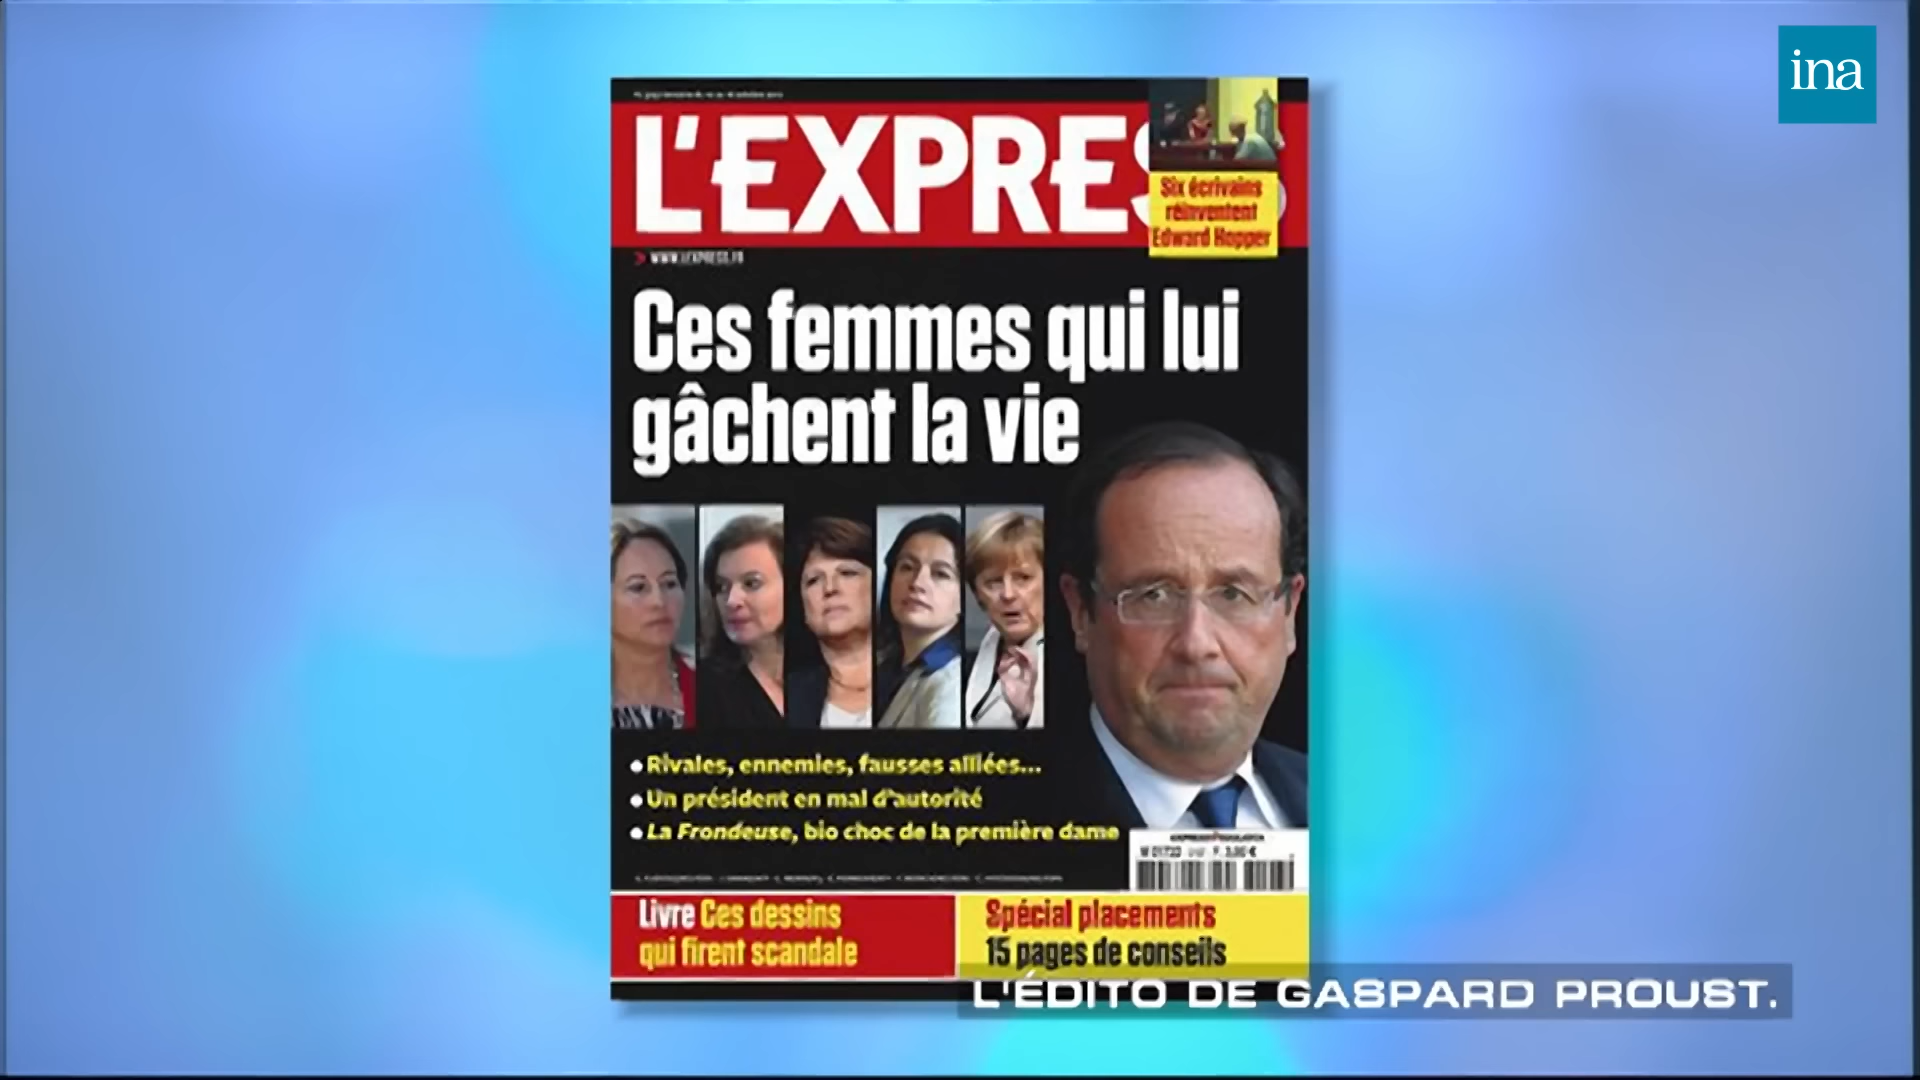 ina
L'EXPRESS
Six écrivains
réinventent
Edward Hopper
WWW.LEXPRESS.FR
Ces femmes qui lui
gâchent la vie
• Rivales, ennemies, fausses alliées...
• Un président en mal d'autorité
• La Frondeuse, bio choc de la première dame
Livre Ces dessins
qui firent scandale
Spécial placements
15 pages de conseils
L'ÉDITO DE GASPARD PROUST.